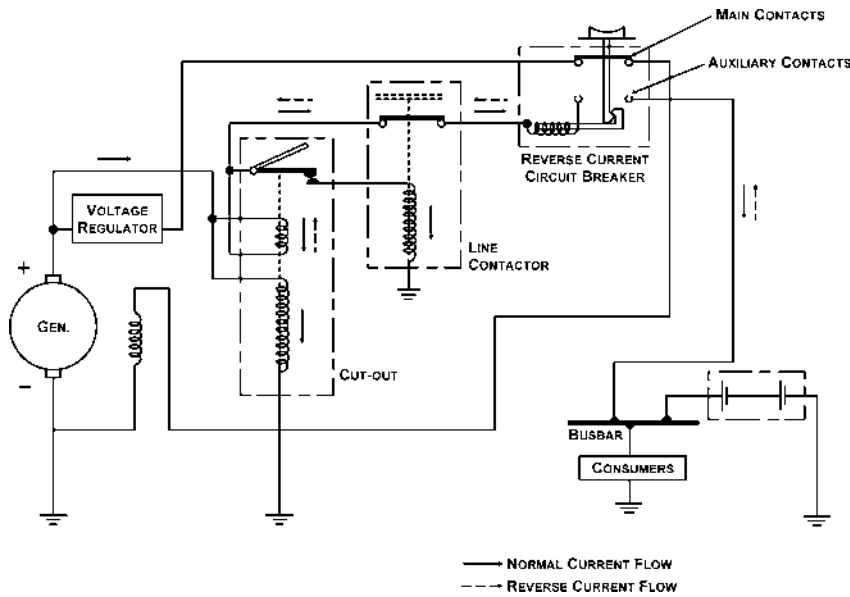 MAIN CONTACTS
AUXILIARY CONTACTS
REVERSE CURRENT
CIRCUIT BREAKER
VOLTAGE
REGULATOR
LINE
CONTACTOR
+
GEN.
–
CUT-OUT
BUSBAR
CONSUMERS
NORMAL CURRENT FLOW
REVERSE CURRENT FLOW